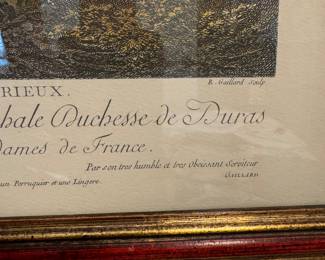 R. Gaillard Sculp.
RIEUX.
hale Duchesse de Duras
Dames de France.
Par son tres humble et tres Obeissant Serviteur
GAILLARD
un Perruquier et une Lingere.